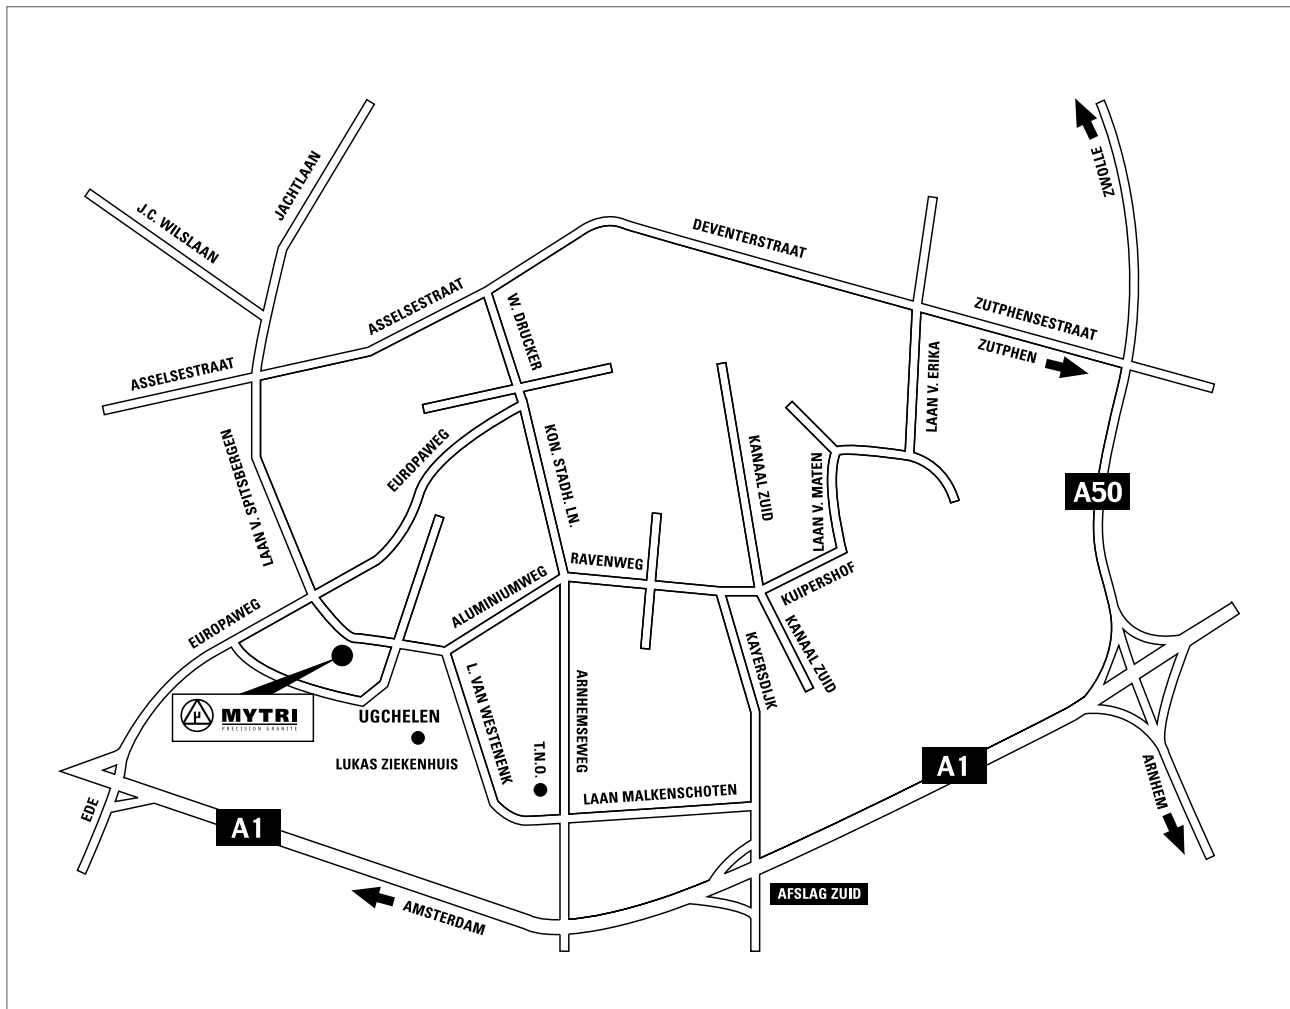 ZWOLLE
JACHTLAAN
J.C. WILSLAAN
DEVENTERSTRAAT
ASSELSESTRAAT
W. DRUCKER
ZUTPHENSESTRAAT
ZUTPHEN
ASSELSESTRAAT
LAAN V. ERIKA
EUROPAWEG
KON. STADH. LN.
KANAAL ZUID
LAAN V. MATEN
LAAN V. SPITSBERGEN
A50
RAVENWEG
ALUMINIUMWEG
KUIPERSHOF
EUROPAWEG
KANAAL ZUID
KAYERSDIJK
L. VAN WESTENENK
ARNHEMSEWEG
µ
MYTRI
PRECISION GRANITE
UGCHELEN
LUKAS ZIEKENHUIS
T.N.O.
A1
ARNHEM
LAAN MALKENSCHOTEN
EDE
A1
AFSLAG ZUID
AMSTERDAM